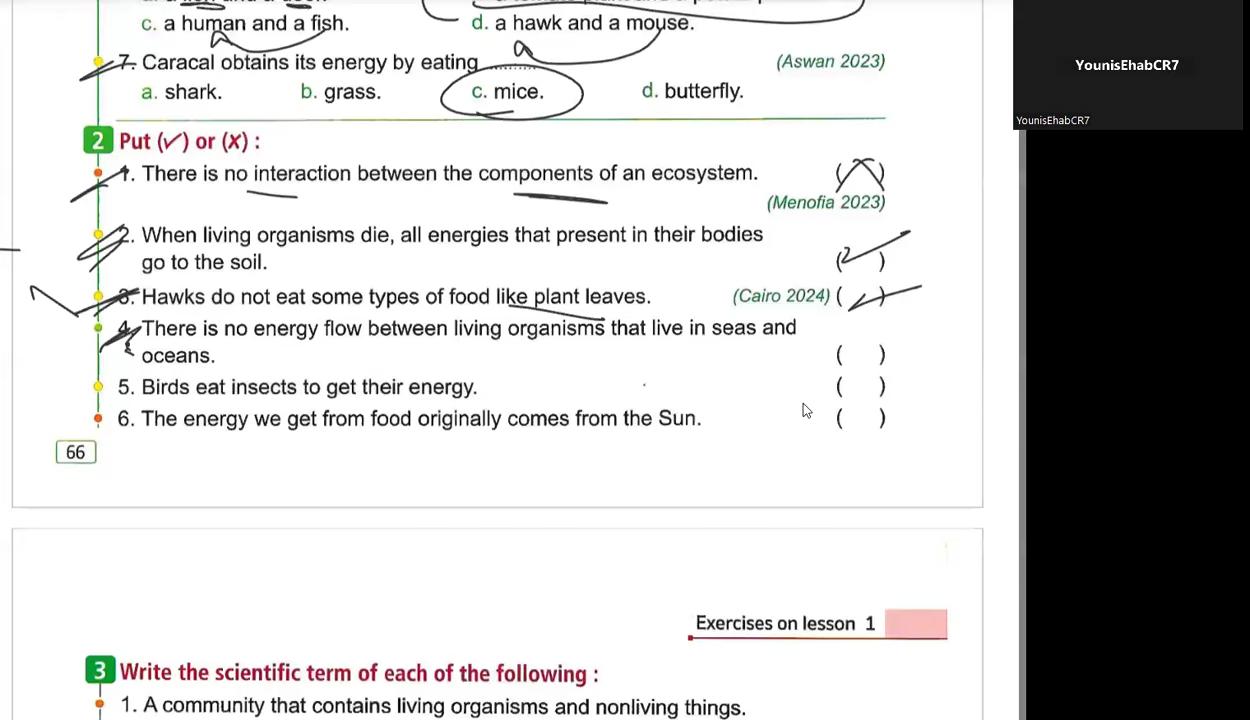 c. a human and a fish. d. a hawk and a mouse.
7. Caracal obtains its energy by eating .......... (Aswan 2023)
a. shark. b. grass. c. mice. d. butterfly.
YounisEhabCR7
YounisEhabCR7
2 Put (✓) or (x) :
1. There is no interaction between the components of an ecosystem. ( )
(Menofia 2023)
2. When living organisms die, all energies that present in their bodies
go to the soil. ( )
3. Hawks do not eat some types of food like plant leaves. (Cairo 2024) ( )
4. There is no energy flow between living organisms that live in seas and
oceans. ( )
5. Birds eat insects to get their energy. ( )
6. The energy we get from food originally comes from the Sun. ( )
66
Exercises on lesson 1
3 Write the scientific term of each of the following :
1. A community that contains living organisms and nonliving things.